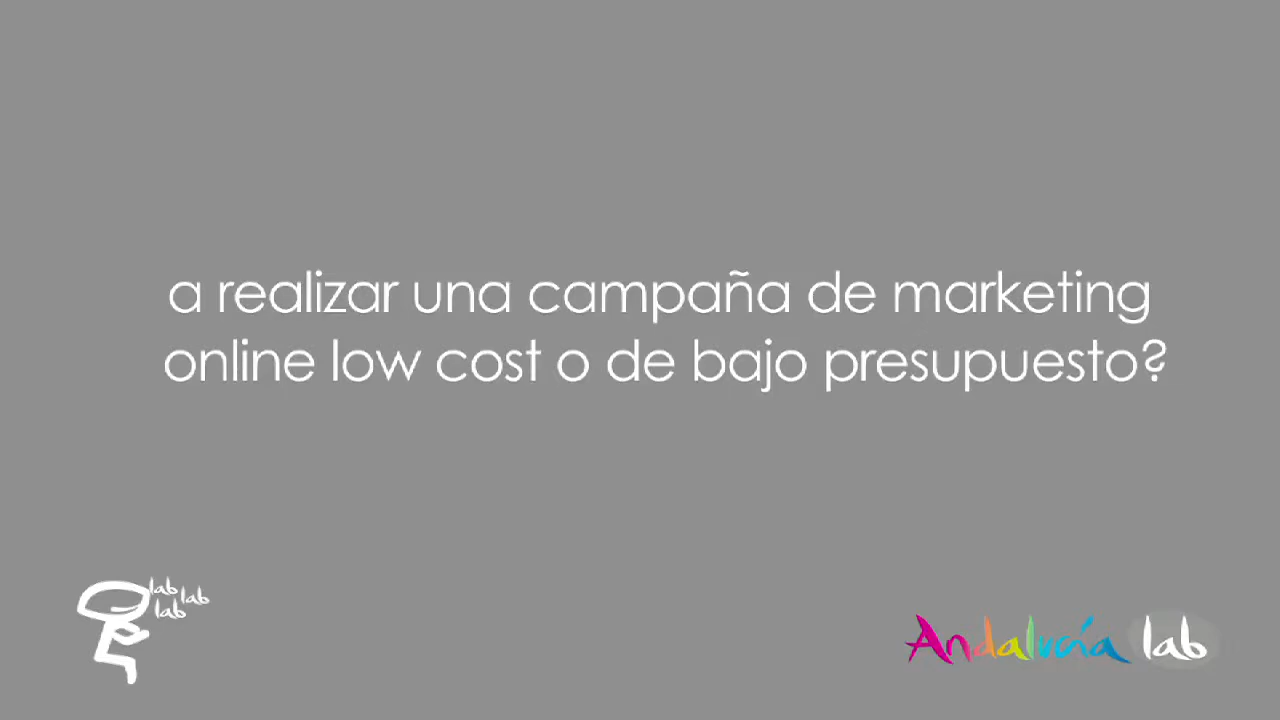 a realizar una campaña de marketing
online low cost o de bajo presupuesto?
lab
lab
lab
Andalucía lab